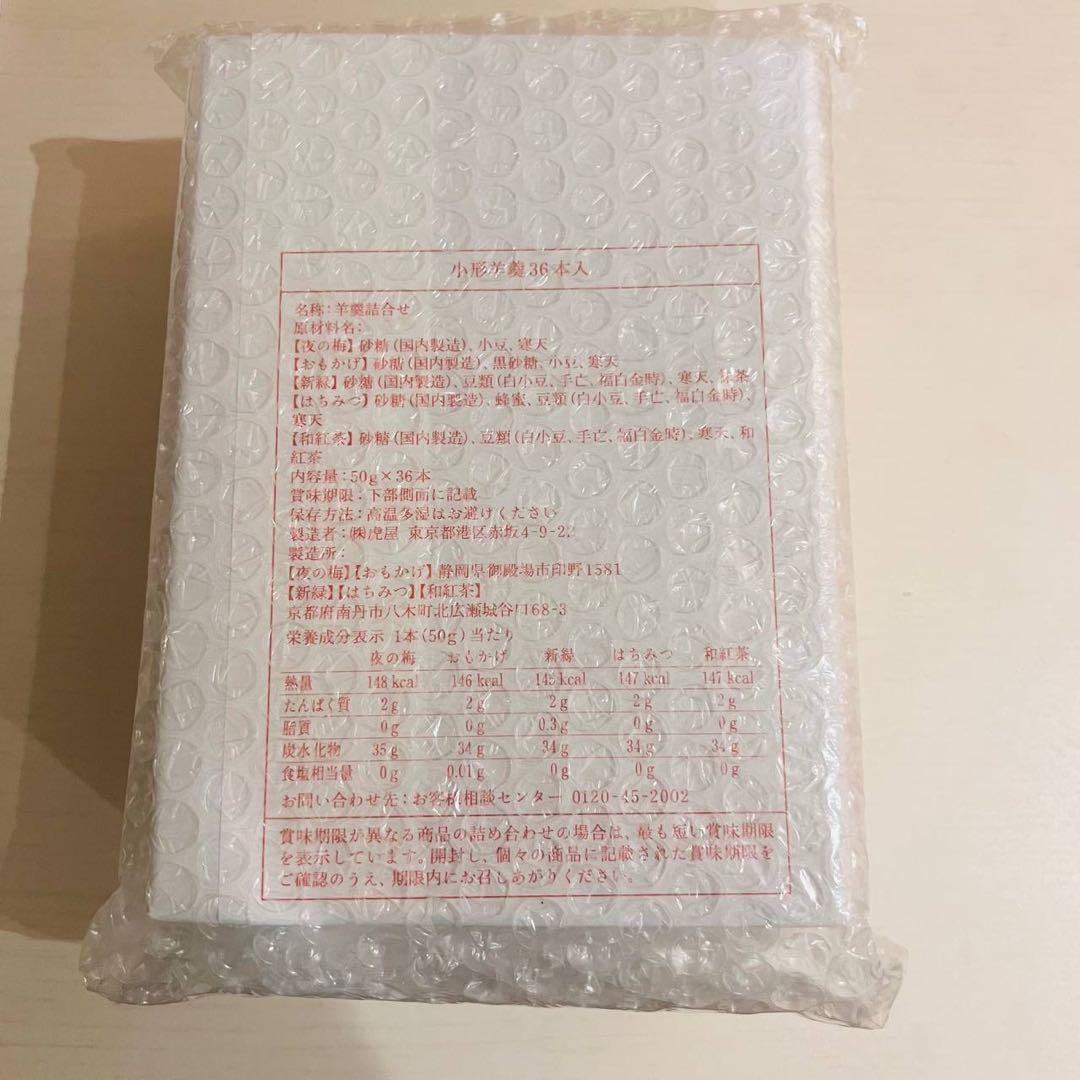 小形羊羹36本入
名称:羊羹詰合せ
原材料名:
【夜の梅】砂糖(国内製造)、小豆、寒天
【おもかげ】砂糖(国内製造)、黒砂糖、小豆、寒天
【新緑】砂糖(国内製造)、豆類(白小豆、手亡、福白金時)、寒天、抹茶
【はちみつ】砂糖(国内製造)、蜂蜜、豆類(白小豆、手亡、福白金時)、
寒天
【和紅茶】砂糖(国内製造)、豆類(白小豆、手亡、福白金時)、寒天、和
紅茶
内容量:50g×36本
賞味期限:下部側面に記載
保存方法:高温多湿はお避けください
製造者:㈱虎屋 東京都港区赤坂4-9-22
製造所:
【夜の梅】【おもかげ】静岡県御殿場市印野1581
【新緑】【はちみつ】【和紅茶】
京都府南丹市八木町北広瀬城谷口68-3
栄養成分表示 1本(50g)当たり
夜の梅 おもかげ 新緑 はちみつ 和紅茶
熱量 148kcal 146kcal 145kcal 147kcal 147kcal
たんぱく質 2g 2g 2g 2g 2g
脂質 0g 0g 0.3g 0g 0g
炭水化物 35g 34g 34g 34g 34g
食塩相当量 0g 0.01g 0g 0g 0g
お問い合わせ先:お客様相談センター 0120-45-2002
賞味期限が異なる商品の詰め合わせの場合は、最も短い賞味期限
を表示しています。開封し、個々の商品に記載された賞味期限を
ご確認のうえ、期限内にお召しあがりください。